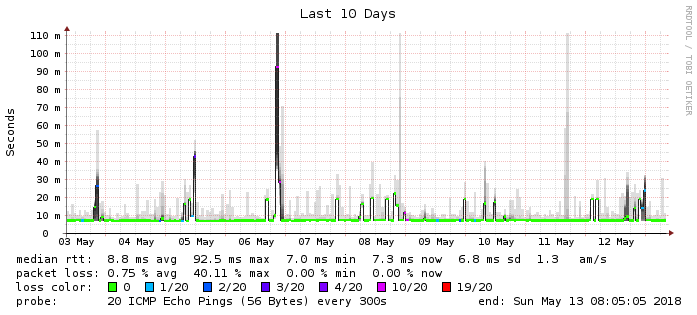 Last 10 Days
RRDTOOL / TOBI OETIKER
Seconds
110 m
100 m
90 m
80 m
70 m
60 m
50 m
40 m
30 m
20 m
10 m
0
03 May 04 May 05 May 06 May 07 May 08 May 09 May 10 May 11 May 12 May
median rtt: 8.8 ms avg 92.5 ms max 7.0 ms min 7.3 ms now 6.8 ms sd 1.3 am/s
packet loss: 0.75 % avg 40.11 % max 0.00 % min 0.00 % now
loss color: 0 1/20 2/20 3/20 4/20 10/20 19/20
probe: 20 ICMP Echo Pings (56 Bytes) every 300s end: Sun May 13 08:05:05 2018